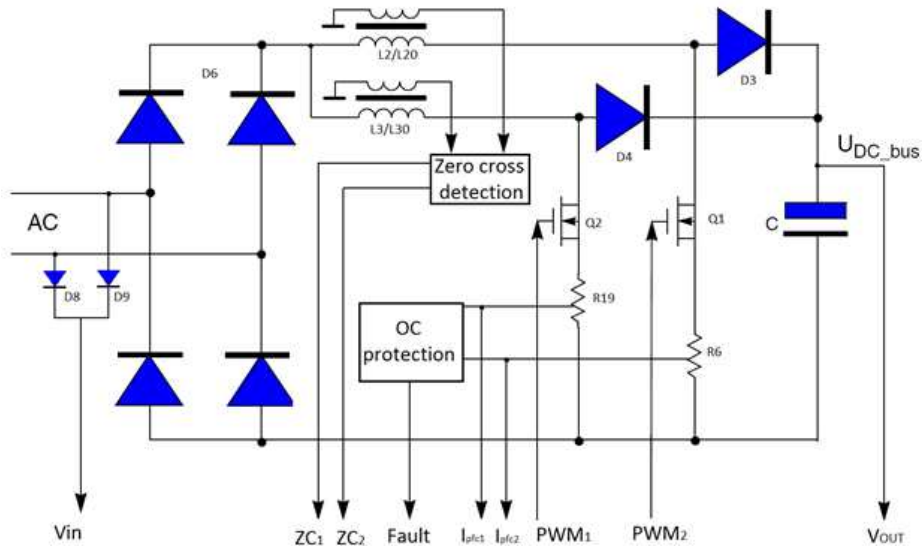 L2/L20
D3
D6
L3/L30
D4
UDC_bus
Zero cross
detection
AC
Q2
Q1
C
D8
D9
R19
OC
protection
R6
Vin
ZC1
ZC2
Fault
Ipfc1
Ipfc2
PWM1
PWM2
VOUT